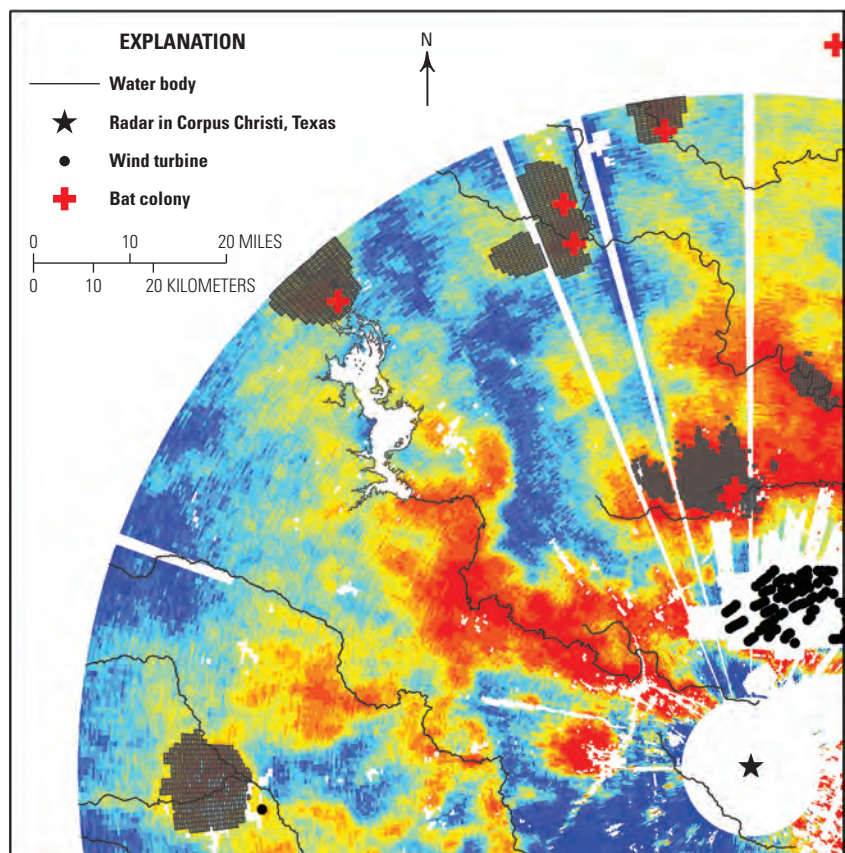 EXPLANATION
Water body
Radar in Corpus Christi, Texas
Wind turbine
Bat colony
0 10 20 MILES
0 10 20 KILOMETERS
N